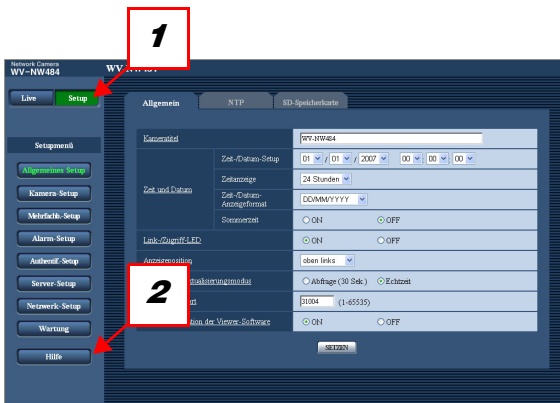 1
Network Camera
WV-NW484
Live
Setup
Allgemein
NTP
SD-Speicherkarte
Setupmenü
Allgemeines Setup
Kamera-Setup
Mehrfachb.-Setup
Alarm-Setup
Authentif.-Setup
Server-Setup
Netzwerk-Setup
Wartung
Hilfe
Kameratitel
WV-NW484
Zeit und Datum
Zeit-/Datum-Setup
01 / 01 / 2007 00 : 00 : 00
Zeitanzeige
24 Stunden
Zeit-/Datum-
Anzeigeformat
DD/MM/YYYY
Sommerzeit
ON OFF
Link-/Zugriff-LED
ON OFF
Anzeigeposition
oben links
Abfrage (30 Sek.) Echtzeit
31004 (1-65535)
der Viewer-Software
ON OFF
SETZEN
2